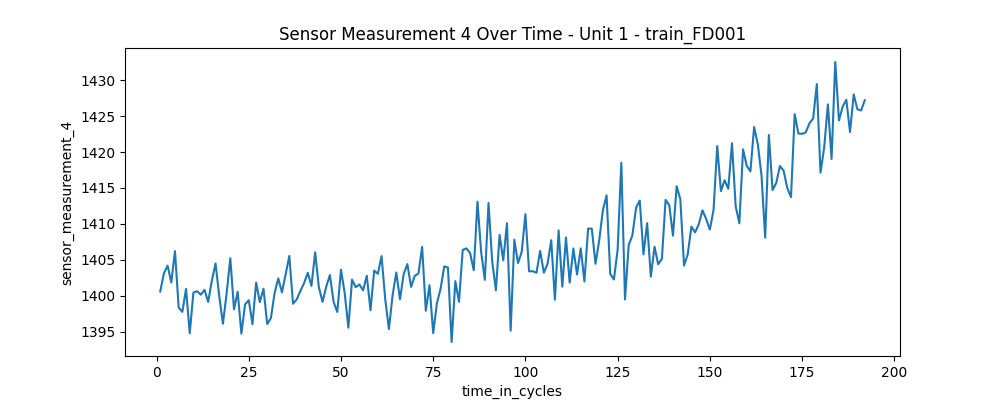 Sensor Measurement 4 Over Time - Unit 1 - train_FD001
1430
1425
1420
1415
1410
1405
1400
1395
sensor_measurement_4
0 25 50 75 100 125 150 175 200
time_in_cycles